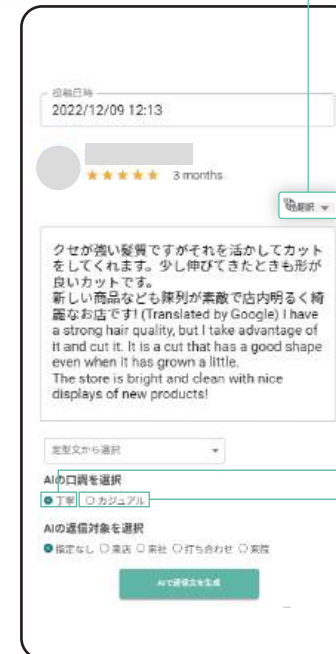 投稿日時
2022/12/09 12:13
3 months
翻訳
クセが強い髪質ですがそれを活かしてカット
をしてくれます。少し伸びてきたときも形が
良いカットです。
新しい商品なども陳列が素敵で店内明るく綺
麗なお店です! (Translated by Google) I have
a strong hair quality, but I take advantage of
it and cut it. It is a cut that has a good shape
even when it has grown a little.
The store is bright and clean with nice
displays of new products!
定型文から選択
AIの口調を選択
丁寧 カジュアル
AIの返信対象を選択
指定なし 来店 来社 打ち合わせ 来院
AIで返信文を生成